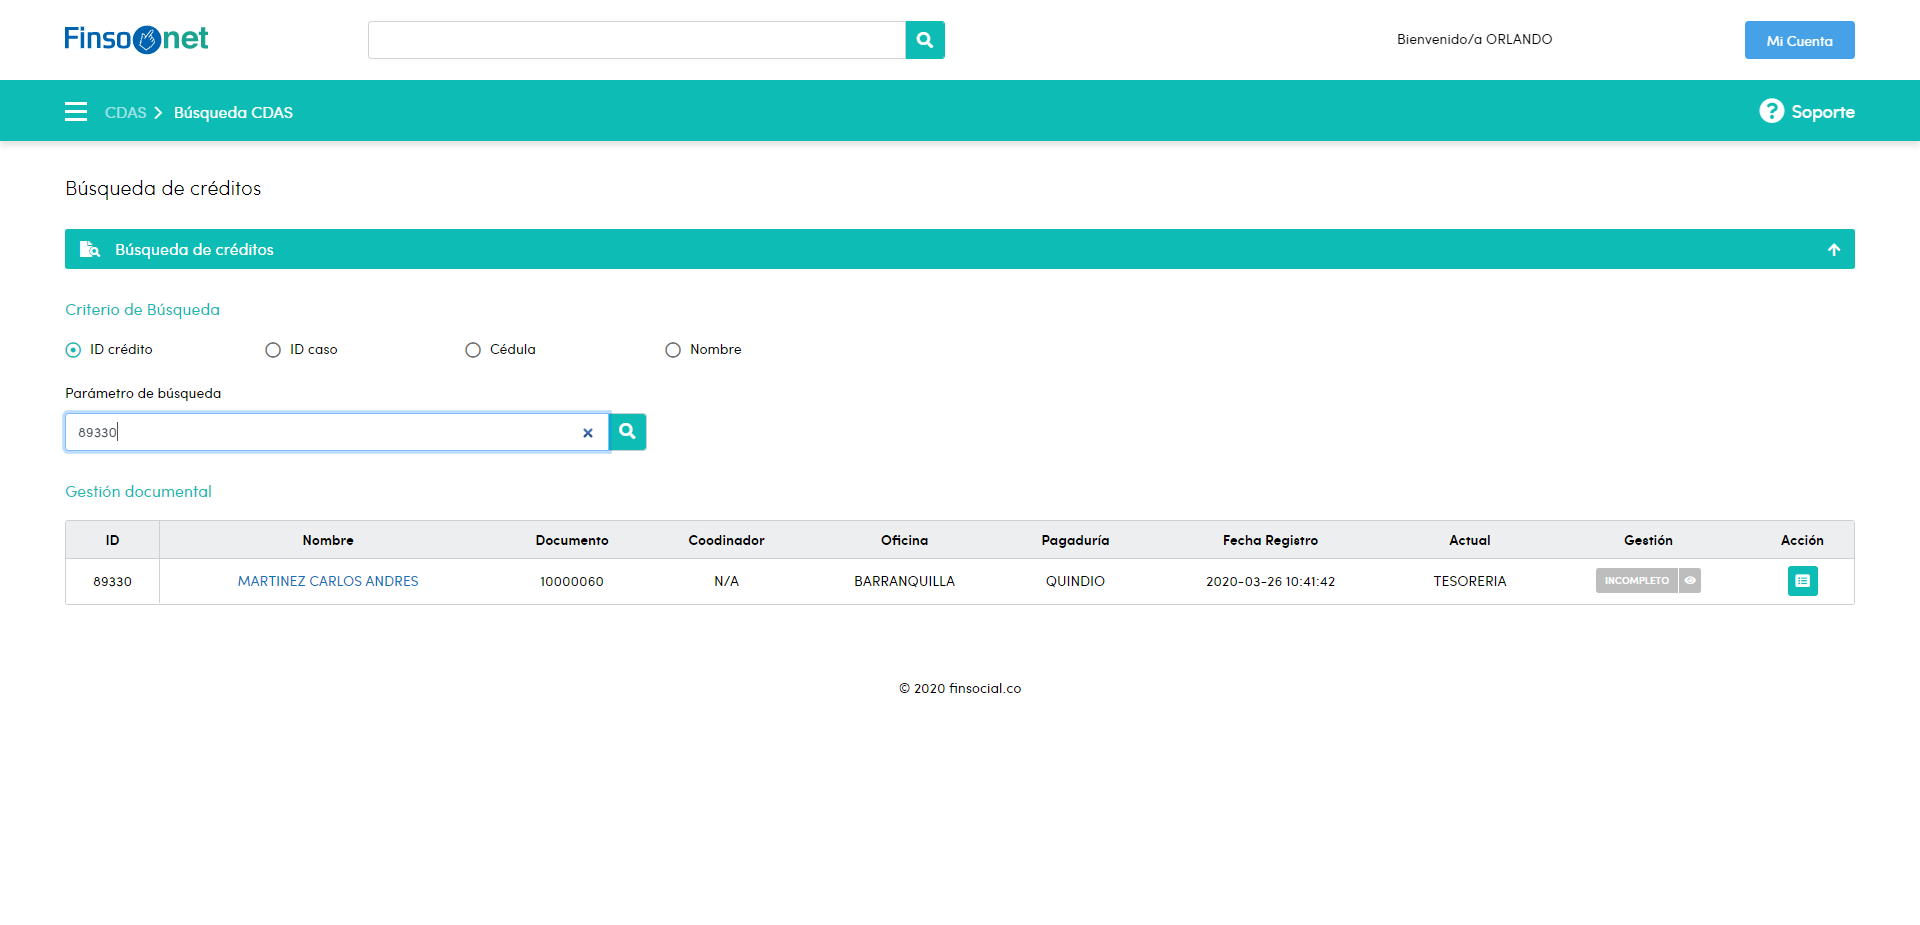 Finsonet
Bienvenido/a ORLANDO
Mi Cuenta
CDAS > Búsqueda CDAS
? Soporte
Búsqueda de créditos
Búsqueda de créditos
Criterio de Búsqueda
ID crédito ID caso Cédula Nombre
Parámetro de búsqueda
89330
Gestión documental
ID Nombre Documento Coodinador Oficina Pagaduría Fecha Registro Actual Gestión Acción
89330 MARTINEZ CARLOS ANDRES 10000060 N/A BARRANQUILLA QUINDIO 2020-03-26 10:41:42 TESORERIA INCOMPLETO
© 2020 finsocial.co